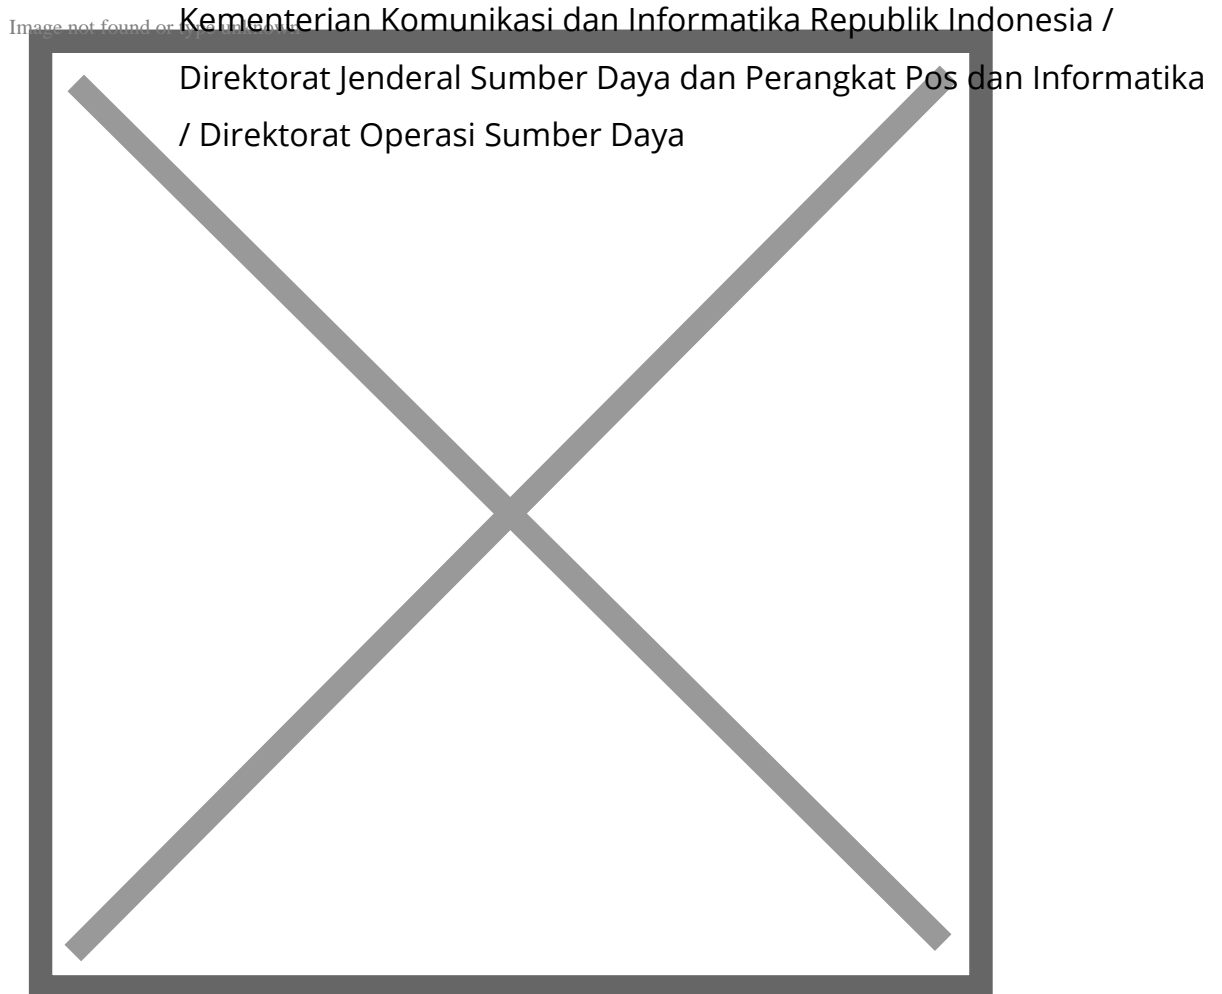 Image not found or type unknown
Kementerian Komunikasi dan Informatika Republik Indonesia /
Direktorat Jenderal Sumber Daya dan Perangkat Pos dan Informatika
/ Direktorat Operasi Sumber Daya